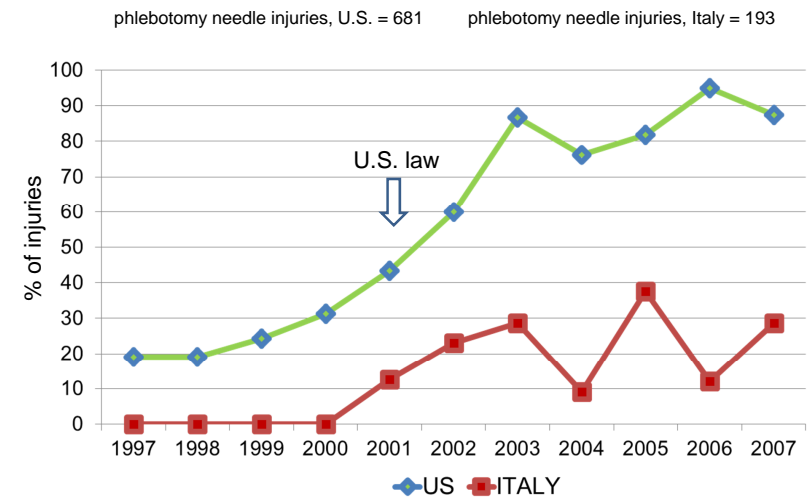 phlebotomy needle injuries, U.S. = 681 phlebotomy needle injuries, Italy = 193
100
90
80
70
60
50
40
30
20
10
0
% of injuries
U.S. law
1997 1998 1999 2000 2001 2002 2003 2004 2005 2006 2007
US ITALY